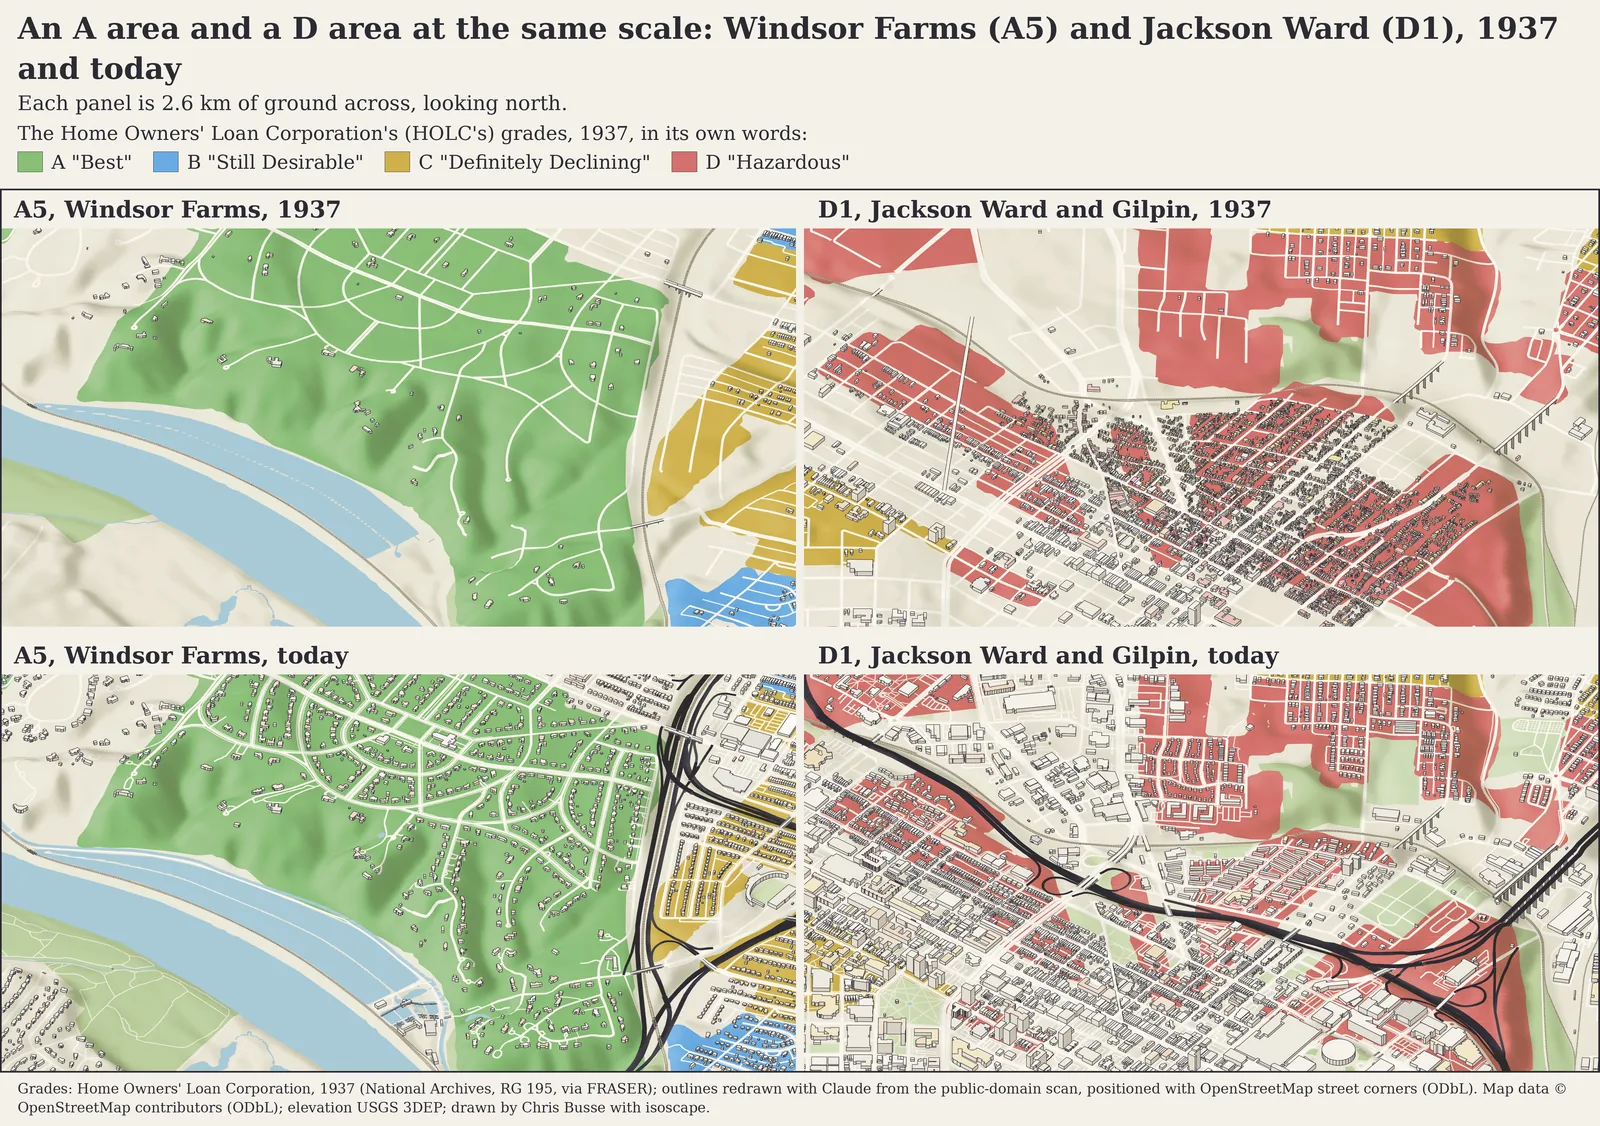 An A area and a D area at the same scale: Windsor Farms (A5) and Jackson Ward (D1), 1937
and today
Each panel is 2.6 km of ground across, looking north.
The Home Owners' Loan Corporation's (HOLC's) grades, 1937, in its own words:
A "Best" B "Still Desirable" C "Definitely Declining" D "Hazardous"
A5, Windsor Farms, 1937
D1, Jackson Ward and Gilpin, 1937
A5, Windsor Farms, today
D1, Jackson Ward and Gilpin, today
Grades: Home Owners' Loan Corporation, 1937 (National Archives, RG 195, via FRASER); outlines redrawn with Claude from the public-domain scan, positioned with OpenStreetMap street corners (ODbL). Map data ©
OpenStreetMap contributors (ODbL); elevation USGS 3DEP; drawn by Chris Busse with isoscape.